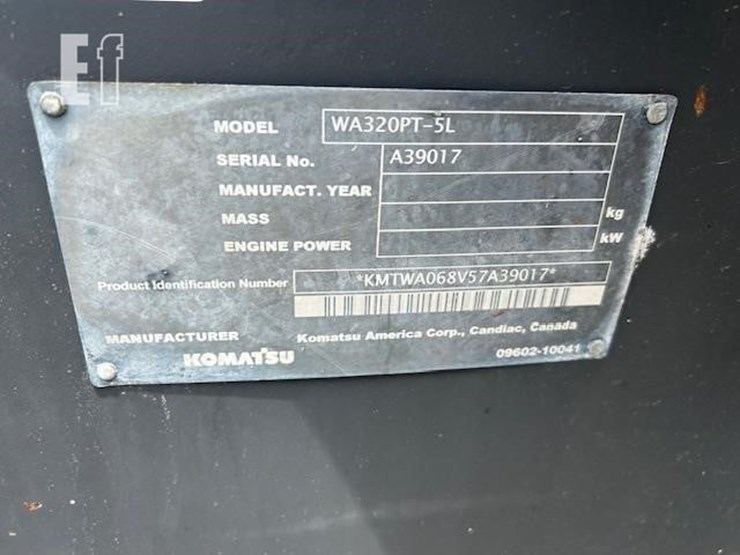 Ef
MODEL WA320PT-5L
SERIAL No. A39017
MANUFACT. YEAR
MASS kg
ENGINE POWER kW
Product Identification Number *KMTWA068V57A39017*
MANUFACTURER Komatsu America Corp., Candiac, Canada
KOMATSU 09602-10041